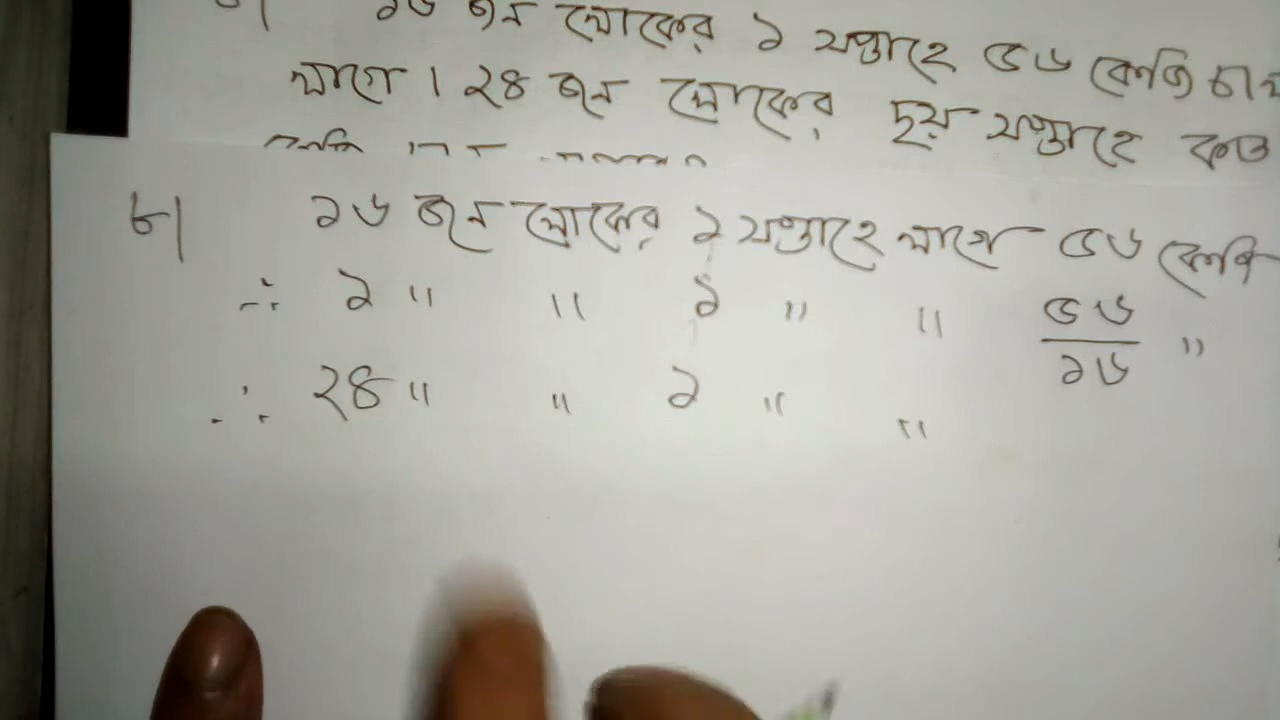 ১৬ জন লোকের ১ সপ্তাহে ৫৬ কেজি চাল
লাগে । ২৪ জন লোকের ছয় সপ্তাহে কত
৮। ১৬ জন লোকের ১ সপ্তাহে লাগে ৫৬ কেজি
∴ ১ " " ১ " " ৫৬/১৬ "
∴ ২৪ " " ১ " "